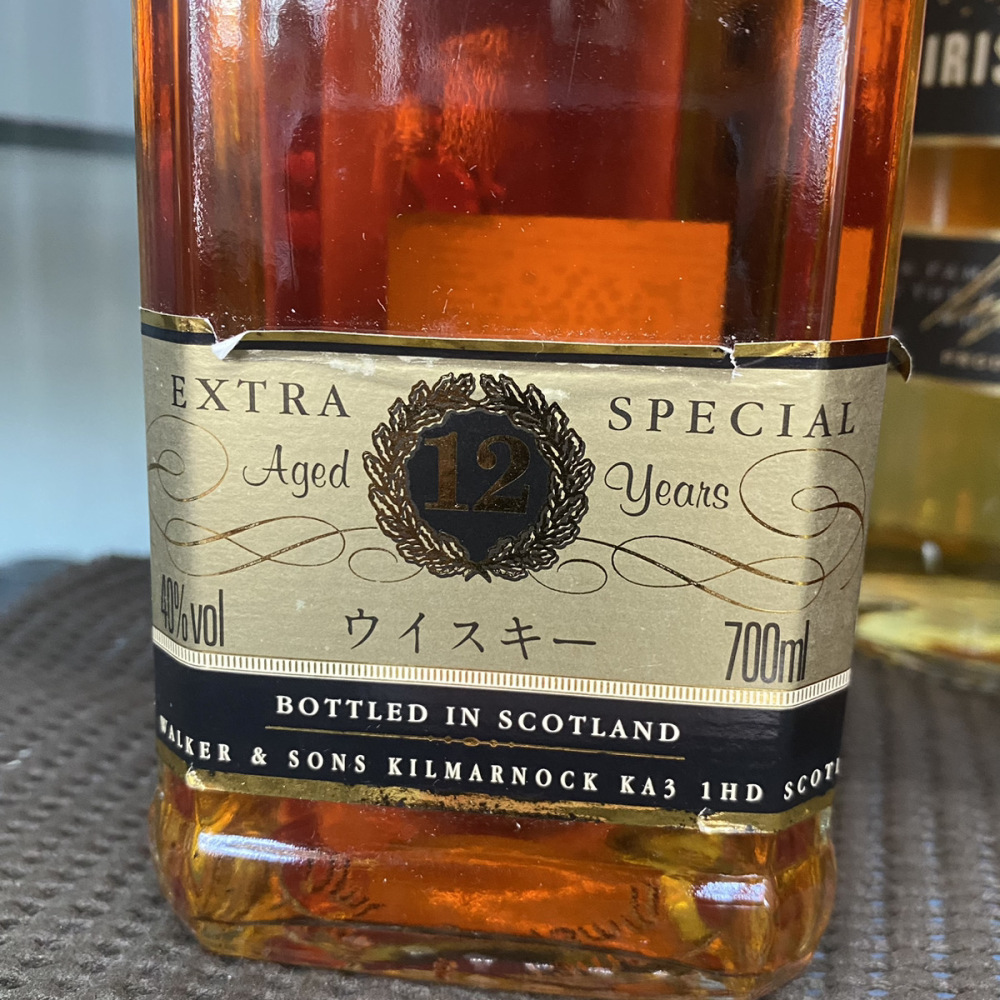 EXTRA SPECIAL
Aged 12 Years
40%vol ウイスキー 700ml
BOTTLED IN SCOTLAND
WALKER & SONS KILMARNOCK KA3 1HD